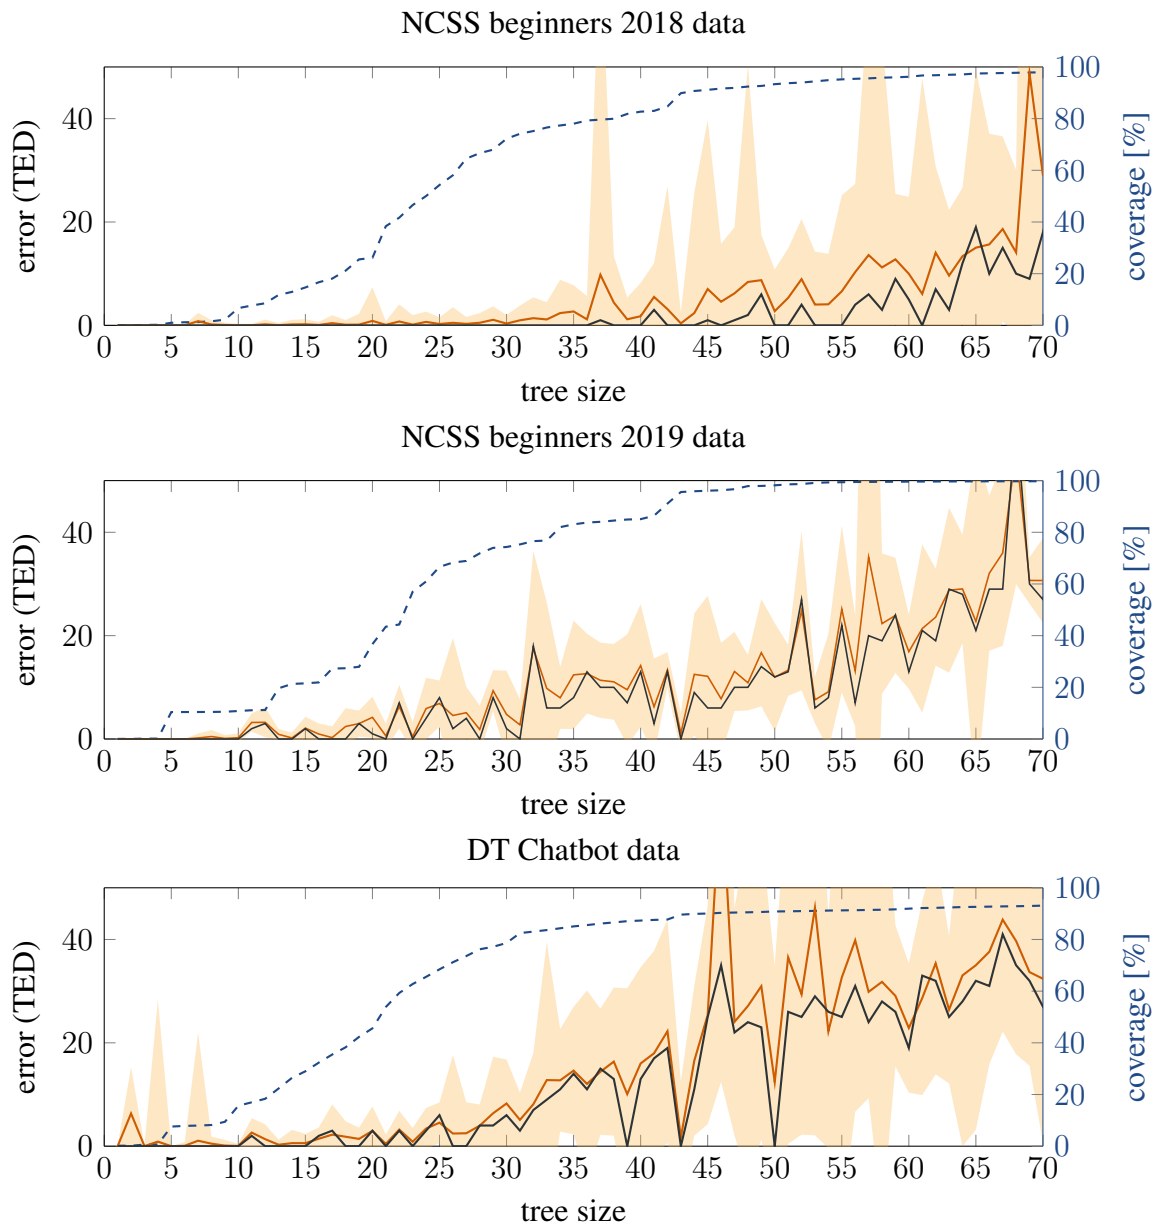 NCSS beginners 2018 data
error (TED)
0 20 40
0 20 40 60 80 100
coverage [%]
0 5 10 15 20 25 30 35 40 45 50 55 60 65 70
tree size
NCSS beginners 2019 data
error (TED)
0 20 40
0 20 40 60 80 100
coverage [%]
0 5 10 15 20 25 30 35 40 45 50 55 60 65 70
tree size
DT Chatbot data
error (TED)
0 20 40
0 20 40 60 80 100
coverage [%]
0 5 10 15 20 25 30 35 40 45 50 55 60 65 70
tree size